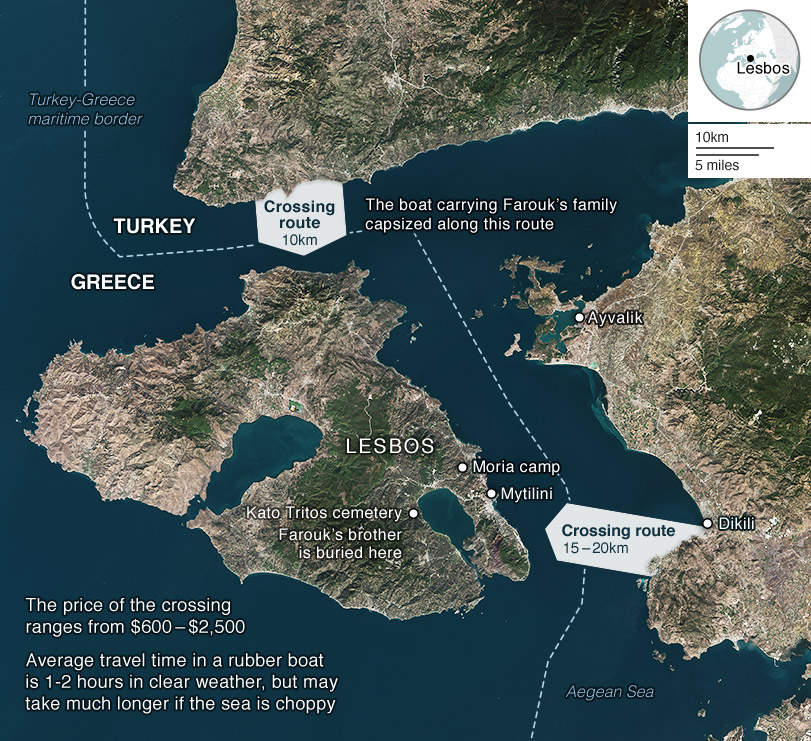 Lesbos
10km
5 miles
Turkey-Greece
maritime border
TURKEY
GREECE
Crossing
route
10km
The boat carrying Farouk’s family
capsized along this route
Ayvalik
LESBOS
Moria camp
Mytilini
Kato Tritos cemetery
Farouk’s brother
is buried here
Crossing route
15–20km
Dikili
The price of the crossing
ranges from $600–$2,500
Average travel time in a rubber boat
is 1-2 hours in clear weather, but may
take much longer if the sea is choppy
Aegean Sea